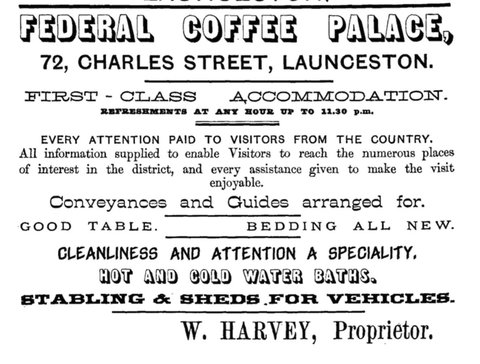 FEDERAL COFFEE PALACE,
72, CHARLES STREET, LAUNCESTON.
FIRST-CLASS ACCOMMODATION.
REFRESHMENTS AT ANY HOUR UP TO 11.30 p.m.
EVERY ATTENTION PAID TO VISITORS FROM THE COUNTRY.
All information supplied to enable Visitors to reach the numerous places
of interest in the district, and every assistance given to make the visit
enjoyable.
Conveyances and Guides arranged for.
GOOD TABLE. BEDDING ALL NEW.
CLEANLINESS AND ATTENTION A SPECIALITY.
HOT AND COLD WATER BATHS.
STABLING & SHEDS FOR VEHICLES.
W. HARVEY, Proprietor.